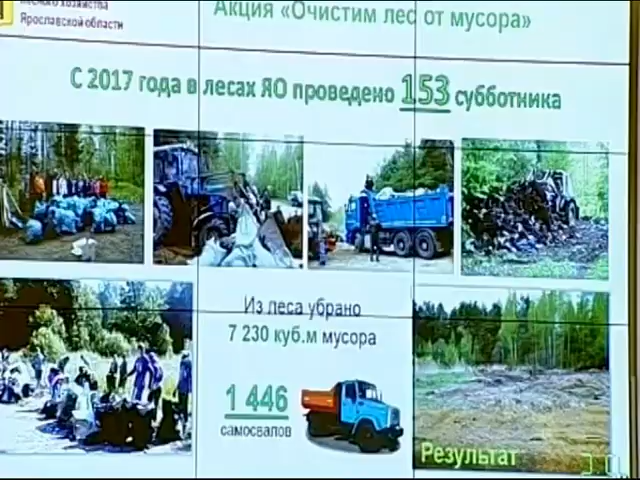 лесного хозяйства
Ярославской области
Акция «Очистим лес от мусора»
С 2017 года в лесах ЯО проведено 153 субботника
Из леса убрано
7 230 куб.м мусора
1 446
самосвалов
Результат